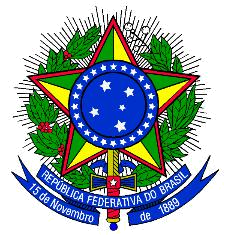 REPÚBLICA FEDERATIVA DO BRASIL
15 de Novembro de 1889